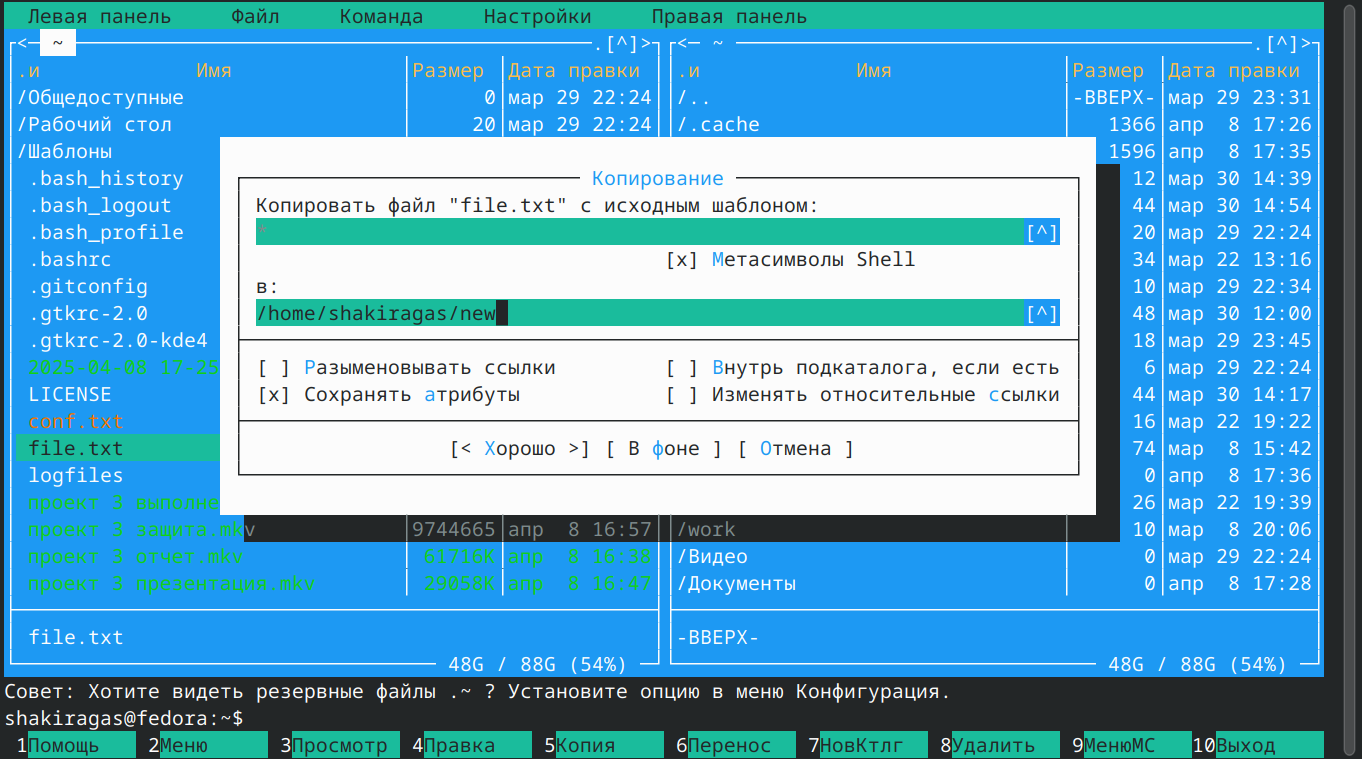 Левая панель Файл Команда Настройки Правая панель
<─ ~ .[^]> <─ ~ .[^]>
.и Имя Размер Дата правки .и Имя Размер Дата правки
/Общедоступные 0 мар 29 22:24 /.. -ВВЕРХ- мар 29 23:31
/Рабочий стол 20 мар 29 22:24 /.cache 1366 апр 8 17:26
/Шаблоны 1596 апр 8 17:35
.bash_history Копирование 12 мар 30 14:39
.bash_logout Копировать файл "file.txt" с исходным шаблоном: 44 мар 30 14:54
.bash_profile * [^] 20 мар 29 22:24
.bashrc [x] Метасимволы Shell 34 мар 22 13:16
.gitconfig в: 10 мар 29 22:34
.gtkrc-2.0 /home/shakiragas/new [^] 48 мар 30 12:00
.gtkrc-2.0-kde4 18 мар 29 23:45
2025-04-08 17-25 [ ] Разыменовывать ссылки [ ] Внутрь подкаталога, если есть 6 мар 29 22:24
LICENSE [x] Сохранять атрибуты [ ] Изменять относительные ссылки 44 мар 30 14:17
conf.txt 16 мар 22 19:22
file.txt [< Хорошо >] [ В фоне ] [ Отмена ] 74 мар 8 15:42
logfiles 0 апр 8 17:36
проект 3 выполне 26 мар 22 19:39
проект 3 защита.mkv 9744665 апр 8 16:57 /work 10 мар 8 20:06
проект 3 отчет.mkv 61716K апр 8 16:38 /Видео 0 мар 29 22:24
проект 3 презентация.mkv 29058K апр 8 16:47 /Документы 0 апр 8 17:28
file.txt -ВВЕРХ-
48G / 88G (54%) 48G / 88G (54%)
Совет: Хотите видеть резервные файлы .~ ? Установите опцию в меню Конфигурация.
shakiragas@fedora:~$
1Помощь 2Меню 3Просмотр 4Правка 5Копия 6Перенос 7НовКтлг 8Удалить 9МенюMC 10Выход